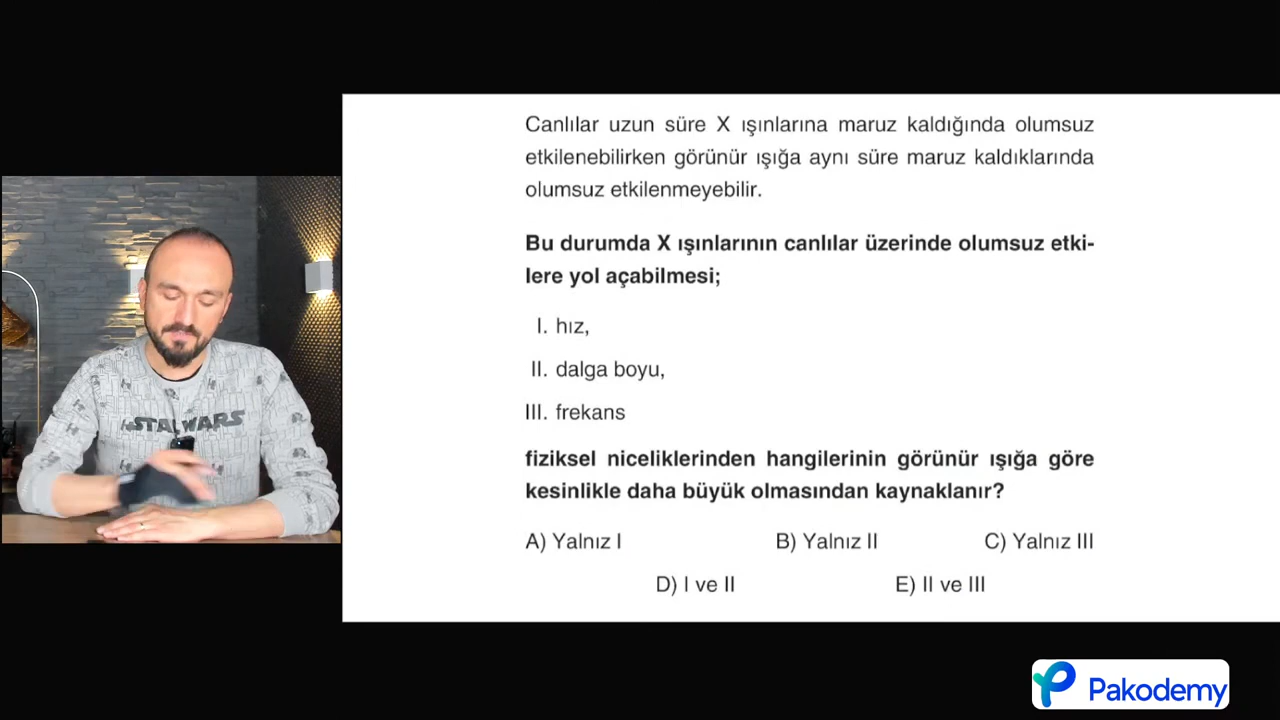 Canlılar uzun süre X ışınlarına maruz kaldığında olumsuz
etkilenebilirken görünür ışığa aynı süre maruz kaldıklarında
olumsuz etkilenmeyebilir.
Bu durumda X ışınlarının canlılar üzerinde olumsuz etki-
lere yol açabilmesi;
I. hız,
II. dalga boyu,
III. frekans
fiziksel niceliklerinden hangilerinin görünür ışığa göre
kesinlikle daha büyük olmasından kaynaklanır?
A) Yalnız I B) Yalnız II C) Yalnız III
D) I ve II E) II ve III
STAR WARS
Pakodemy